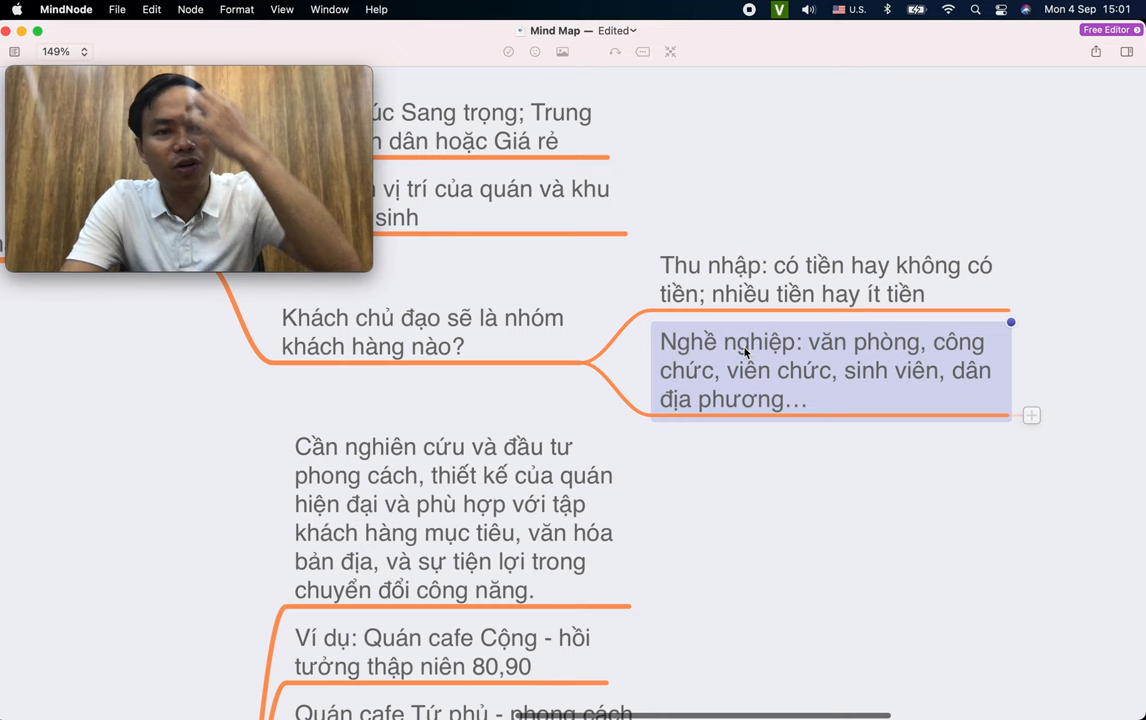 MindNode File Edit Node Format View Window Help
V U.S. Mon 4 Sep 15:01
Mind Map — Edited
Free Editor
149%
úc Sang trọng; Trung
n dân hoặc Giá rẻ
vị trí của quán và khu
sinh
Thu nhập: có tiền hay không có
tiền; nhiều tiền hay ít tiền
Khách chủ đạo sẽ là nhóm
khách hàng nào?
Nghề nghiệp: văn phòng, công
chức, viên chức, sinh viên, dân
địa phương…
Cần nghiên cứu và đầu tư
phong cách, thiết kế của quán
hiện đại và phù hợp với tập
khách hàng mục tiêu, văn hóa
bản địa, và sự tiện lợi trong
chuyển đổi công năng.
Ví dụ: Quán cafe Cộng - hồi
tưởng thập niên 80,90
Quán cafe Tứ phủ - phong cách